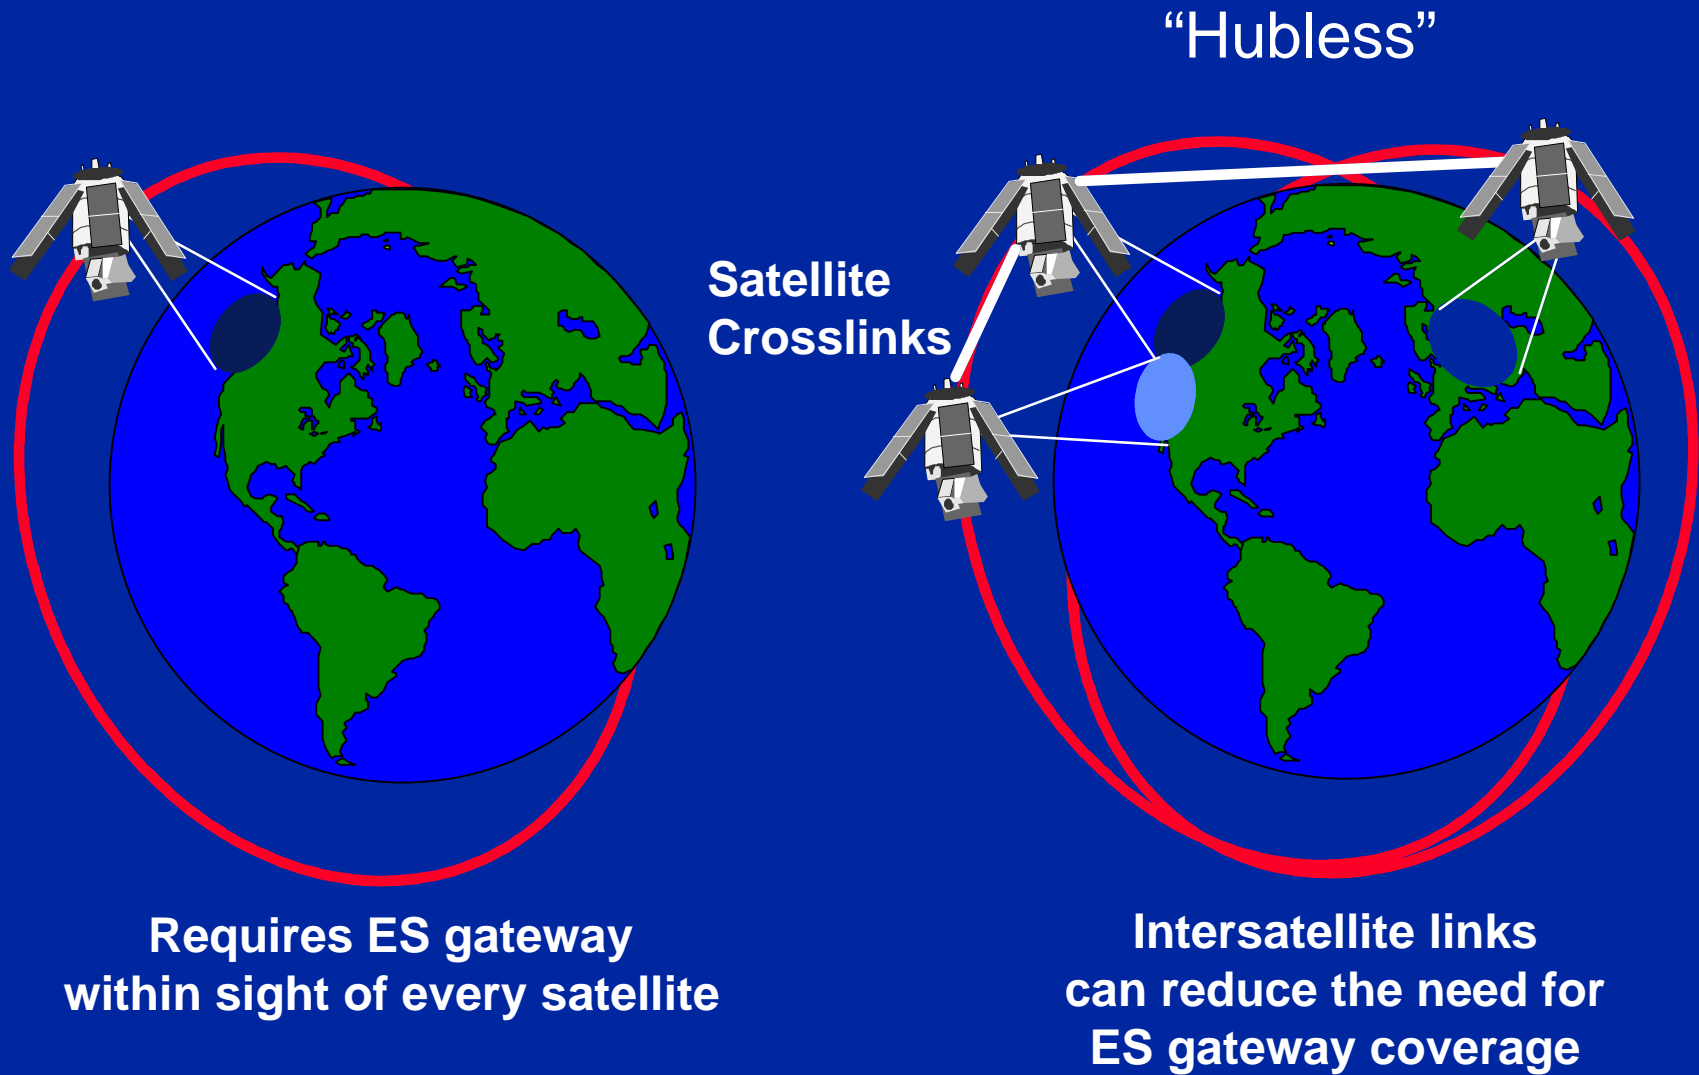 “Hubless”
Satellite
Crosslinks
Requires ES gateway
within sight of every satellite
Intersatellite links
can reduce the need for
ES gateway coverage